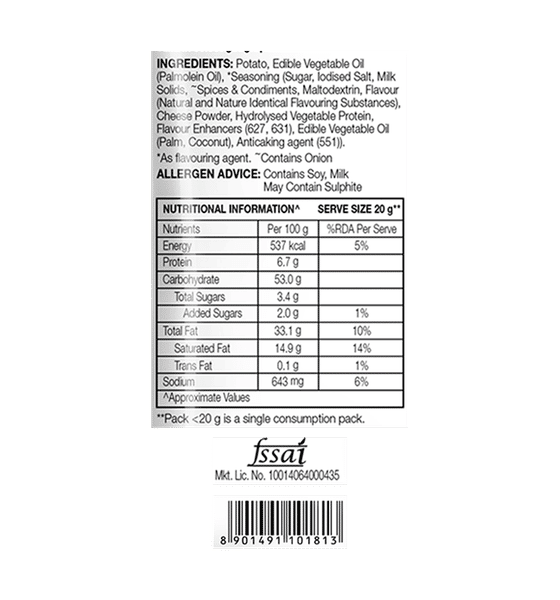 INGREDIENTS: Potato, Edible Vegetable Oil
(Palmolein Oil), *Seasoning (Sugar, Iodised Salt, Milk
Solids, ~Spices & Condiments, Maltodextrin, Flavour
(Natural and Nature Identical Flavouring Substances),
Cheese Powder, Hydrolysed Vegetable Protein,
Flavour Enhancers (627, 631), Edible Vegetable Oil
(Palm, Coconut), Anticaking agent (551)).
*As flavouring agent. ~Contains Onion
ALLERGEN ADVICE: Contains Soy, Milk
May Contain Sulphite
NUTRITIONAL INFORMATION^ SERVE SIZE 20 g**
Nutrients Per 100 g %RDA Per Serve
Energy 537 kcal 5%
Protein 6.7 g
Carbohydrate 53.0 g
Total Sugars 3.4 g
Added Sugars 2.0 g 1%
Total Fat 33.1 g 10%
Saturated Fat 14.9 g 14%
Trans Fat 0.1 g 1%
Sodium 643 mg 6%
^Approximate Values
**Pack <20 g is a single consumption pack.
fssai
Mkt. Lic. No. 10014064000435
8 901491 101813